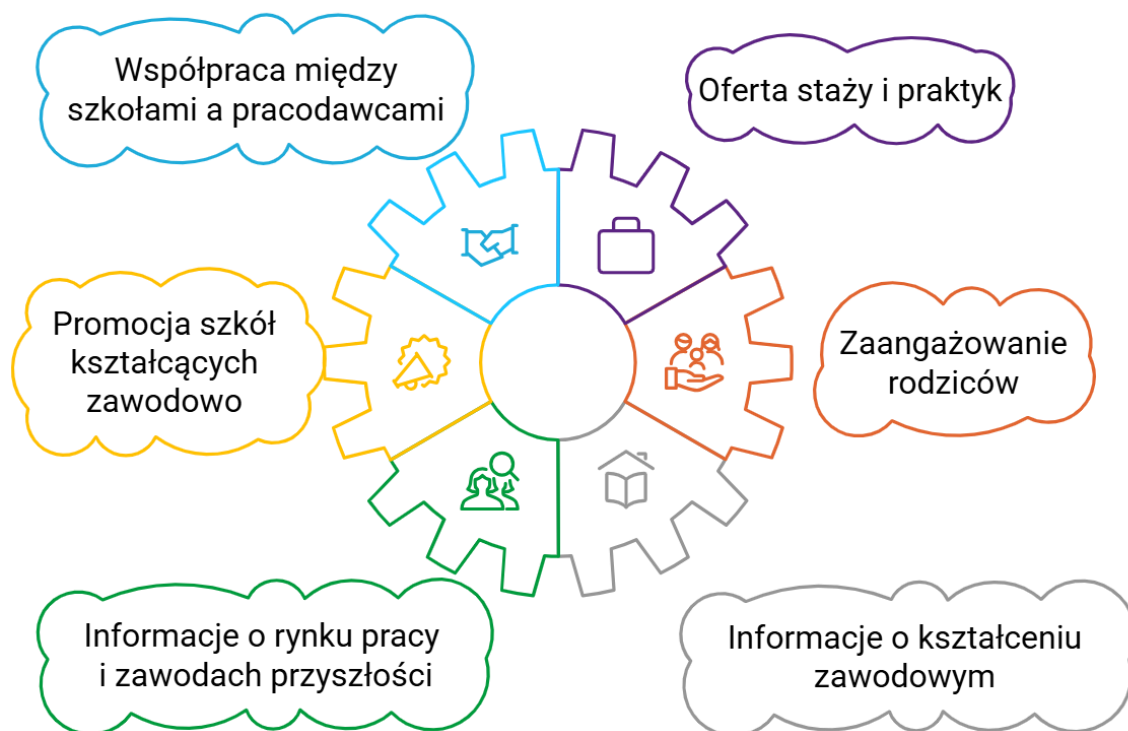 Współpraca między
szkołami a pracodawcami
Oferta staży i praktyk
Promocja szkół
kształcących
zawodowo
Zaangażowanie
rodziców
Informacje o rynku pracy
i zawodach przyszłości
Informacje o kształceniu
zawodowym